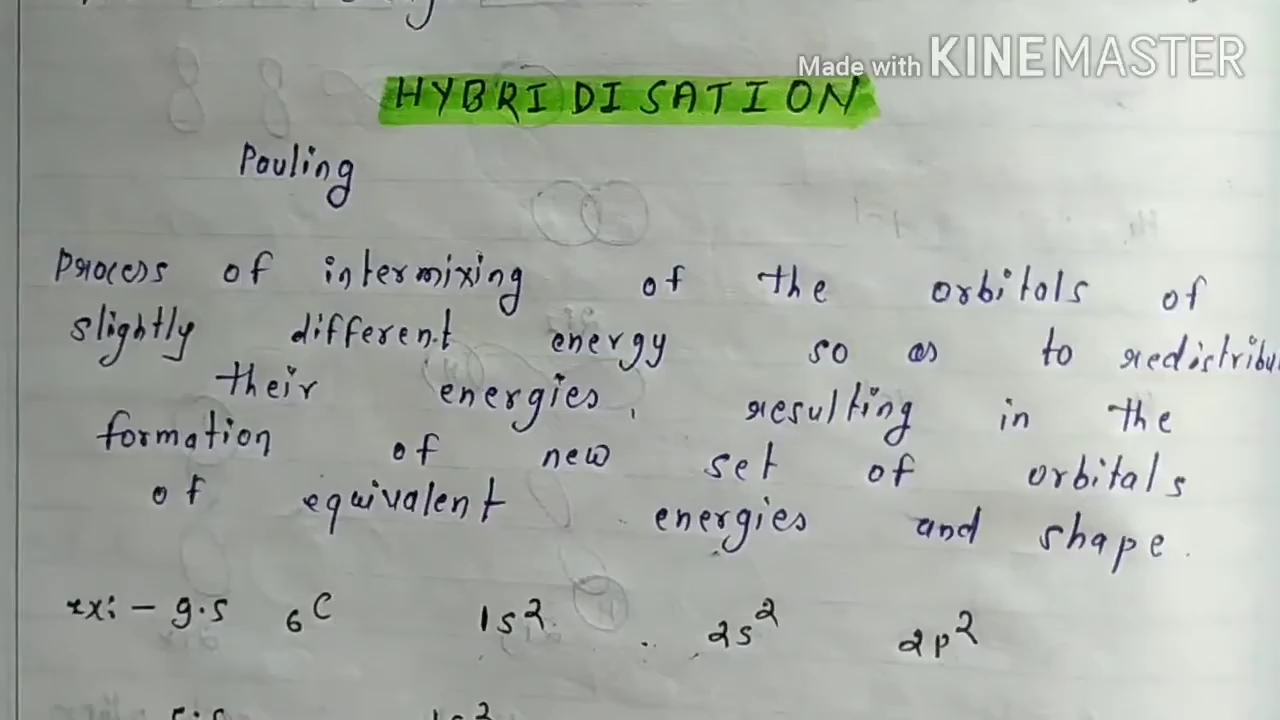 Made with KINEMASTER
HYBRIDISATION
Pauling
Process of intermixing of the orbitals of
slightly different energy so as to redistribu
their energies, resulting in the
formation of new set of orbitals
of equivalent energies and shape.
ex:- g.s 6C 1s2 2s2 2p2